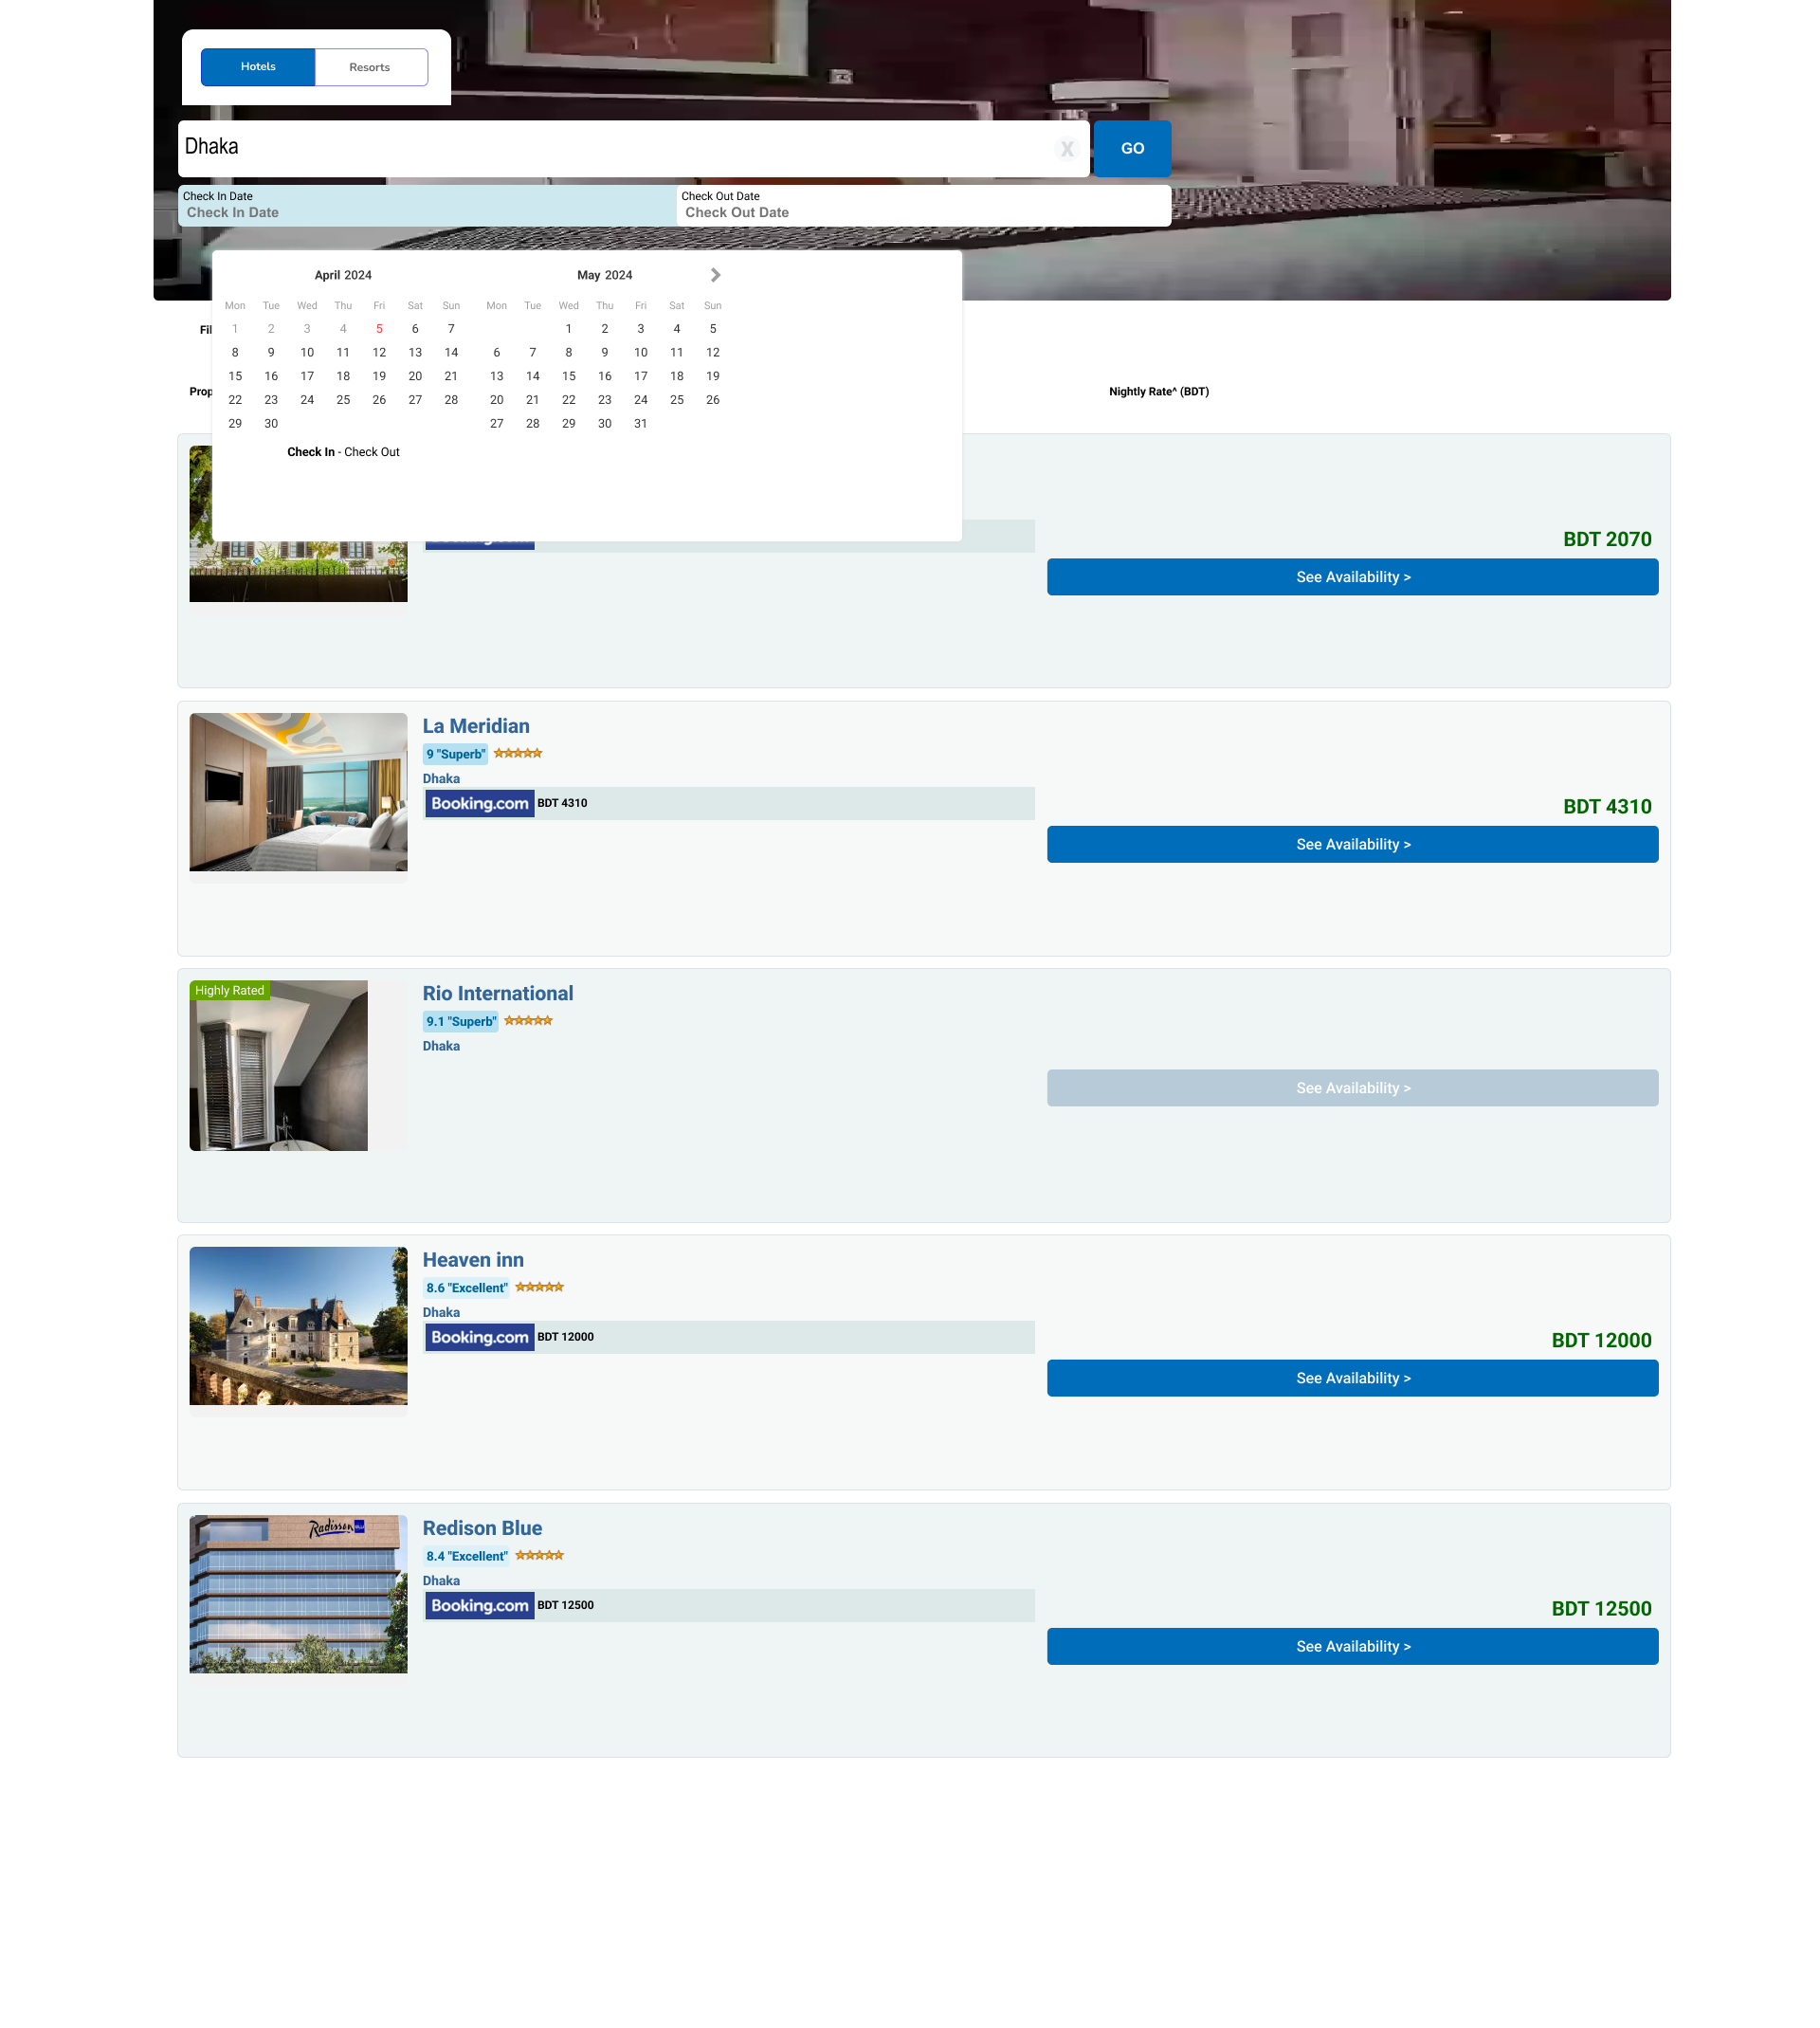 Hotels
Resorts
Dhaka
X
GO
Check In Date
Check Out Date
Check In Date
Check Out Date
April 2024
May 2024
Mon Tue Wed Thu Fri Sat Sun Mon Tue Wed Thu Fri Sat Sun
1 2 3 4 5 6 7 1 2 3 4 5
8 9 10 11 12 13 14 6 7 8 9 10 11 12
15 16 17 18 19 20 21 13 14 15 16 17 18 19
22 23 24 25 26 27 28 20 21 22 23 24 25 26
29 30 27 28 29 30 31
Check In - Check Out
Fil
Prop
Nightly Rate^ (BDT)
BDT 2070
See Availability >
La Meridian
9 "Superb"
Dhaka
Booking.com BDT 4310
BDT 4310
See Availability >
Highly Rated
Rio International
9.1 "Superb"
Dhaka
See Availability >
Heaven inn
8.6 "Excellent"
Dhaka
Booking.com BDT 12000
BDT 12000
See Availability >
Radisson BLU
Redison Blue
8.4 "Excellent"
Dhaka
Booking.com BDT 12500
BDT 12500
See Availability >